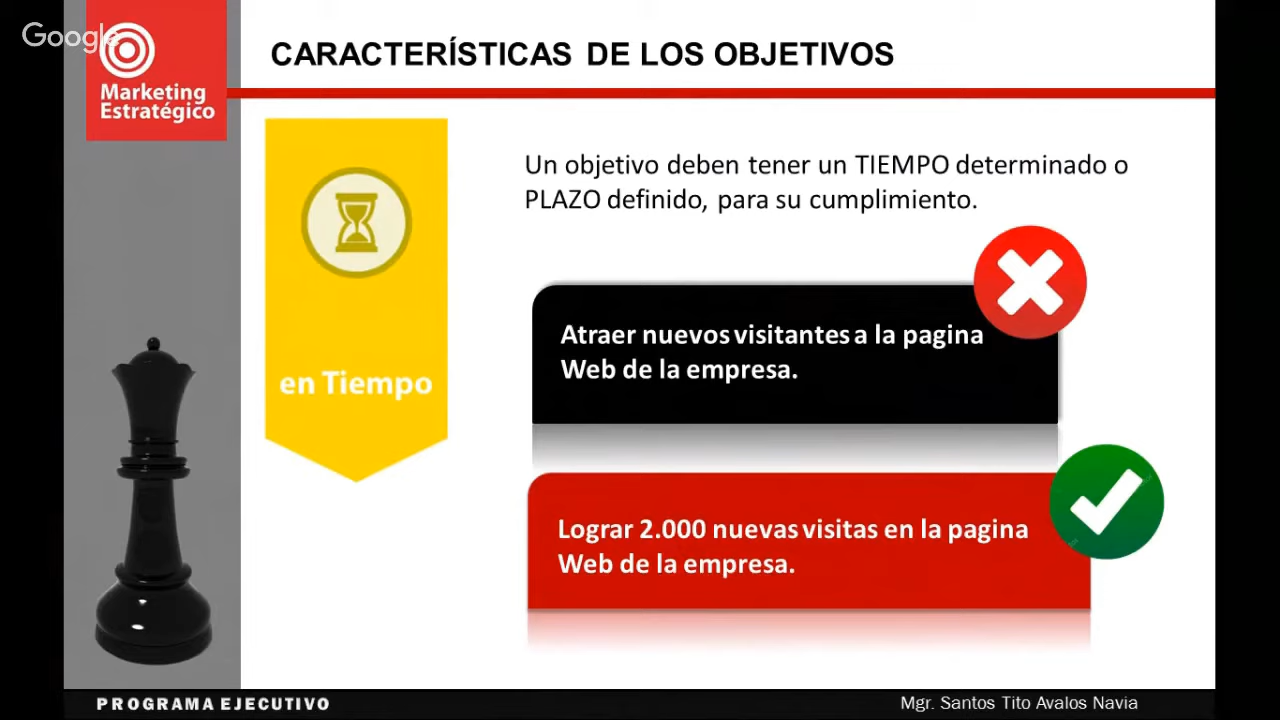 Google
Marketing
Estratégico
CARACTERÍSTICAS DE LOS OBJETIVOS
en Tiempo
Un objetivo deben tener un TIEMPO determinado o
PLAZO definido, para su cumplimiento.
Atraer nuevos visitantes a la pagina
Web de la empresa.
Lograr 2.000 nuevas visitas en la pagina
Web de la empresa.
PROGRAMA EJECUTIVO
Mgr. Santos Tito Avalos Navia